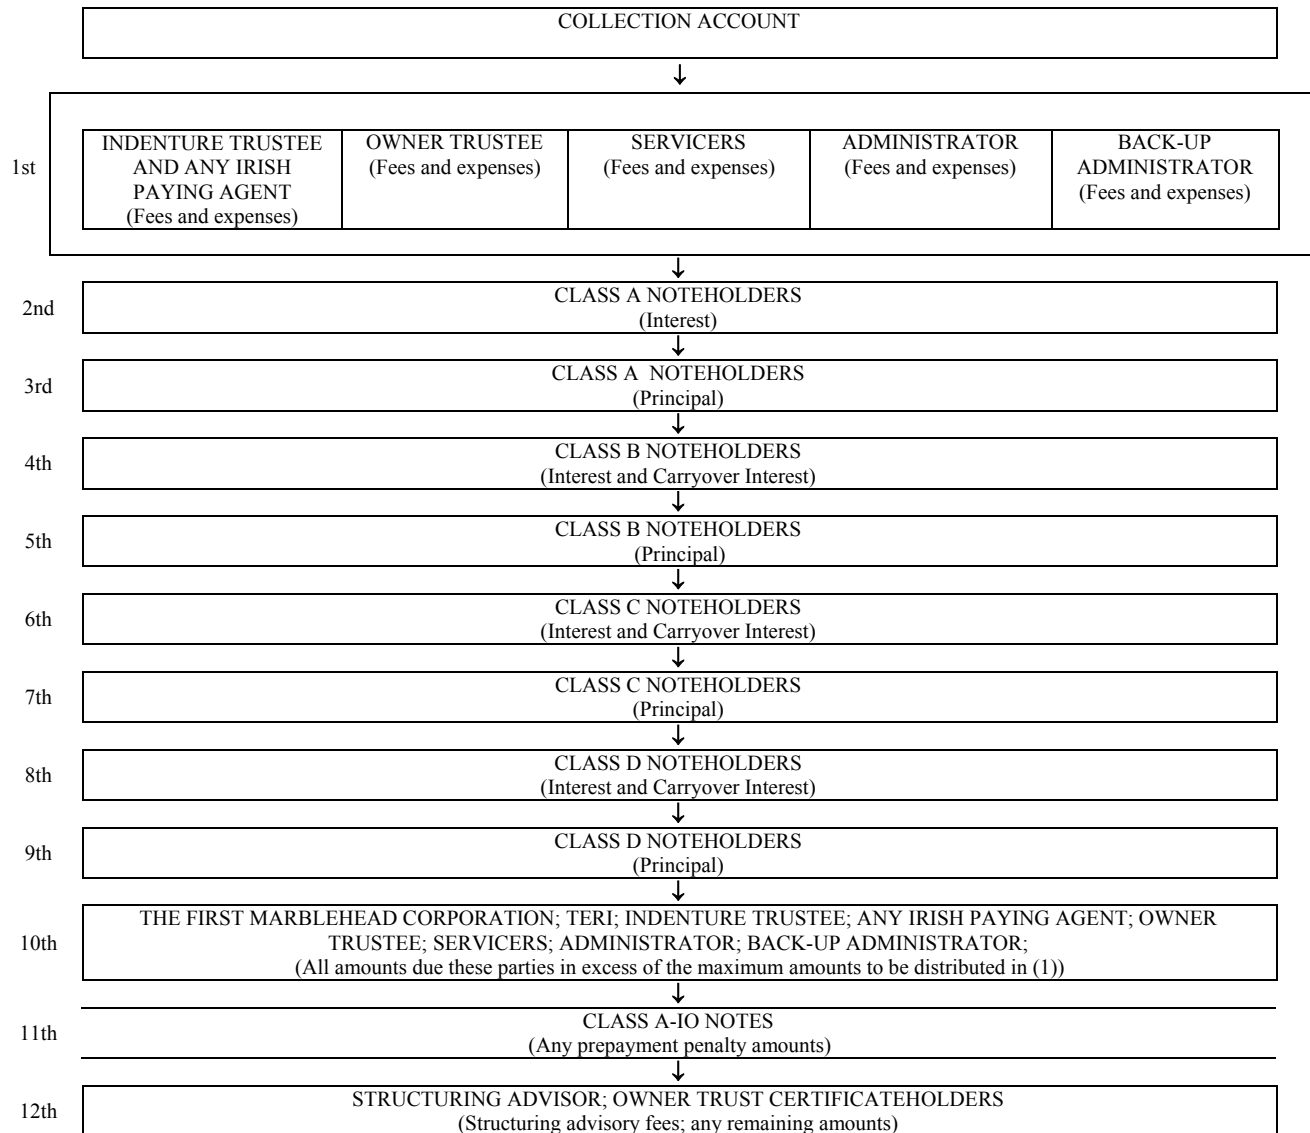 COLLECTION ACCOUNT
↓
1st
INDENTURE TRUSTEE
AND ANY IRISH
PAYING AGENT
(Fees and expenses)
OWNER TRUSTEE
(Fees and expenses)
SERVICERS
(Fees and expenses)
ADMINISTRATOR
(Fees and expenses)
BACK-UP
ADMINISTRATOR
(Fees and expenses)
↓
2nd
CLASS A NOTEHOLDERS
(Interest)
↓
3rd
CLASS A NOTEHOLDERS
(Principal)
↓
4th
CLASS B NOTEHOLDERS
(Interest and Carryover Interest)
↓
5th
CLASS B NOTEHOLDERS
(Principal)
↓
6th
CLASS C NOTEHOLDERS
(Interest and Carryover Interest)
↓
7th
CLASS C NOTEHOLDERS
(Principal)
↓
8th
CLASS D NOTEHOLDERS
(Interest and Carryover Interest)
↓
9th
CLASS D NOTEHOLDERS
(Principal)
↓
10th
THE FIRST MARBLEHEAD CORPORATION; TERI; INDENTURE TRUSTEE; ANY IRISH PAYING AGENT; OWNER
TRUSTEE; SERVICERS; ADMINISTRATOR; BACK-UP ADMINISTRATOR;
(All amounts due these parties in excess of the maximum amounts to be distributed in (1))
↓
11th
CLASS A-IO NOTES
(Any prepayment penalty amounts)
↓
12th
STRUCTURING ADVISOR; OWNER TRUST CERTIFICATEHOLDERS
(Structuring advisory fees; any remaining amounts)